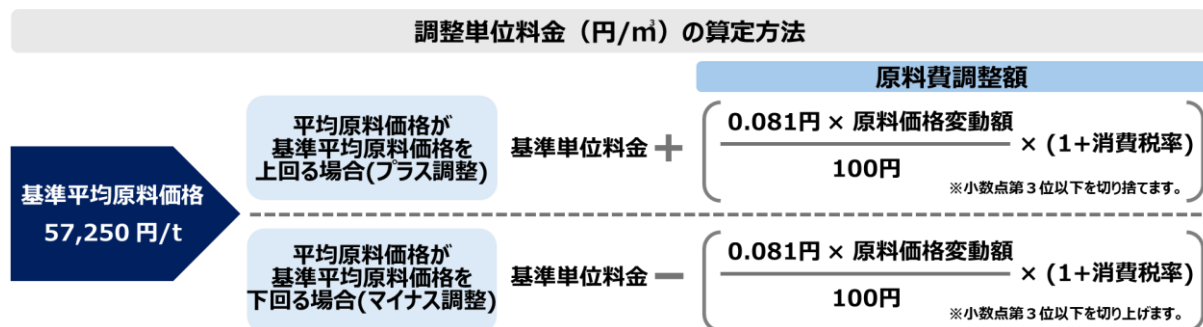 調整単位料金（円/㎥）の算定方法
原料費調整額
基準平均原料価格
57,250 円/t
平均原料価格が
基準平均原料価格を
上回る場合(プラス調整)
基準単位料金 + (0.081円 × 原料価格変動額
100円
× (1+消費税率))
※小数点第３位以下を切り捨てます。
平均原料価格が
基準平均原料価格を
下回る場合(マイナス調整)
基準単位料金 − (0.081円 × 原料価格変動額
100円
× (1+消費税率))
※小数点第３位以下を切り上げます。